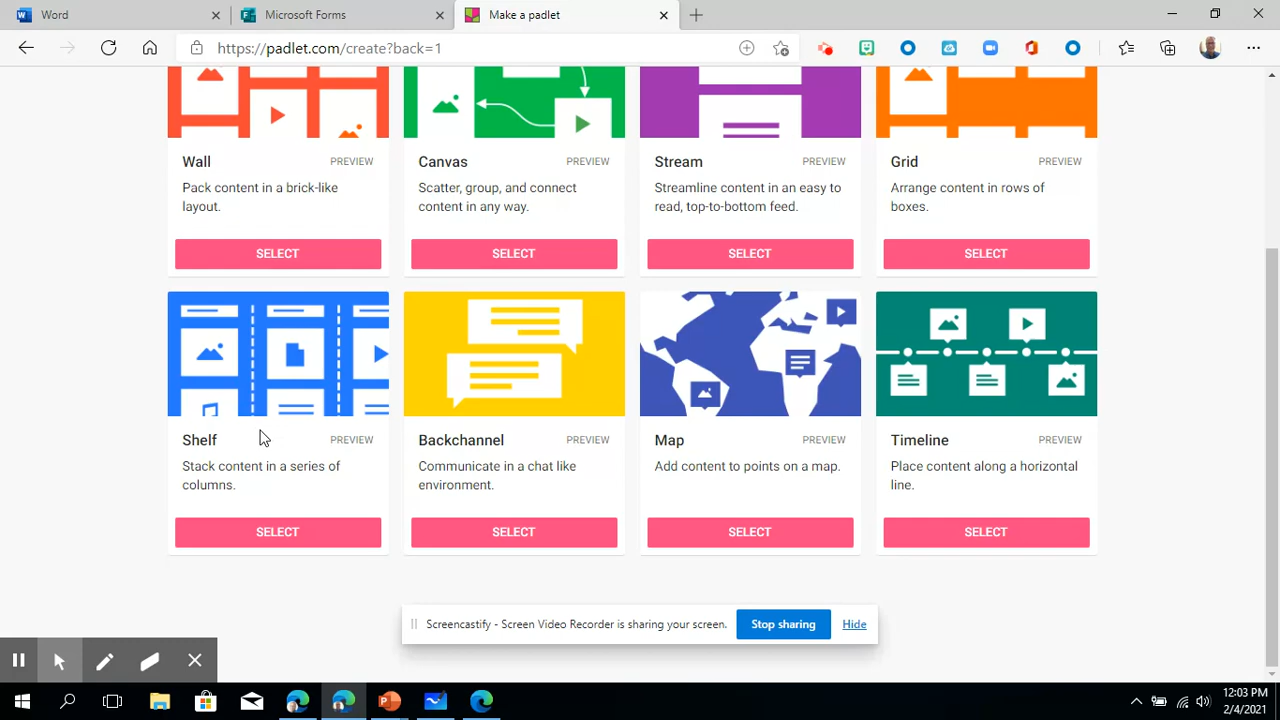 Word
Microsoft Forms
Make a padlet
https://padlet.com/create?back=1
Wall PREVIEW
Pack content in a brick-like
layout.
SELECT
Canvas PREVIEW
Scatter, group, and connect
content in any way.
SELECT
Stream PREVIEW
Streamline content in an easy to
read, top-to-bottom feed.
SELECT
Grid PREVIEW
Arrange content in rows of
boxes.
SELECT
Shelf PREVIEW
Stack content in a series of
columns.
SELECT
Backchannel PREVIEW
Communicate in a chat like
environment.
SELECT
Map PREVIEW
Add content to points on a map.
SELECT
Timeline PREVIEW
Place content along a horizontal
line.
SELECT
Screencastify - Screen Video Recorder is sharing your screen. Stop sharing Hide
12:03 PM
2/4/2021